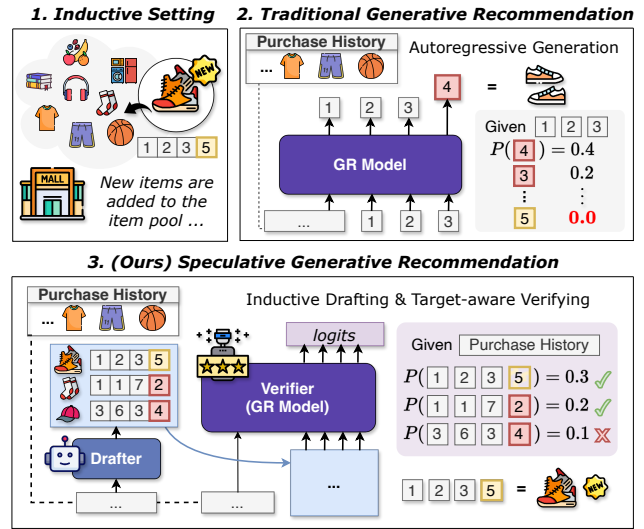 1. Inductive Setting
NEW
1 2 3 5
MALL
New items are
added to the
item pool ...
2. Traditional Generative Recommendation
Purchase History
...
Autoregressive Generation
1 2 3 4
=
GR Model
... 1 2 3
Given 1 2 3
P( 4 ) = 0.4
3 0.2
⋮ ⋮
5 0.0
3. (Ours) Speculative Generative Recommendation
Purchase History
...
Inductive Drafting & Target-aware Verifying
1 2 3 5
1 1 7 2
3 6 3 4
Drafter
...
logits
Verifier
(GR Model)
...
...
Given Purchase History
P( 1 2 3 5 ) = 0.3 ✓
P( 1 1 7 2 ) = 0.2 ✓
P( 3 6 3 4 ) = 0.1 ✗
1 2 3 5 = NEW